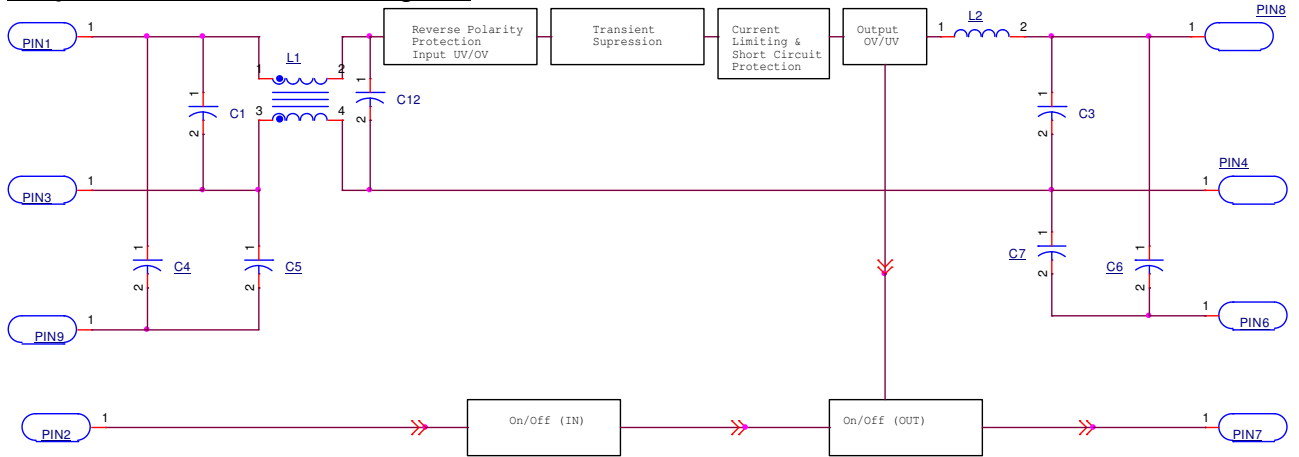 PIN1
1
L1
1
2
3
4
1
C1
2
1
C12
2
Reverse Polarity
Protection
Input UV/OV
Transient
Supression
Current
Limiting &
Short Circuit
Protection
Output
OV/UV
L2
1
2
PIN8
1
1
C3
2
PIN3
1
PIN4
1
1
C4
2
1
C5
2
1
C7
2
1
C6
2
PIN9
1
PIN6
1
PIN2
1
On/Off (IN)
On/Off (OUT)
1
PIN7